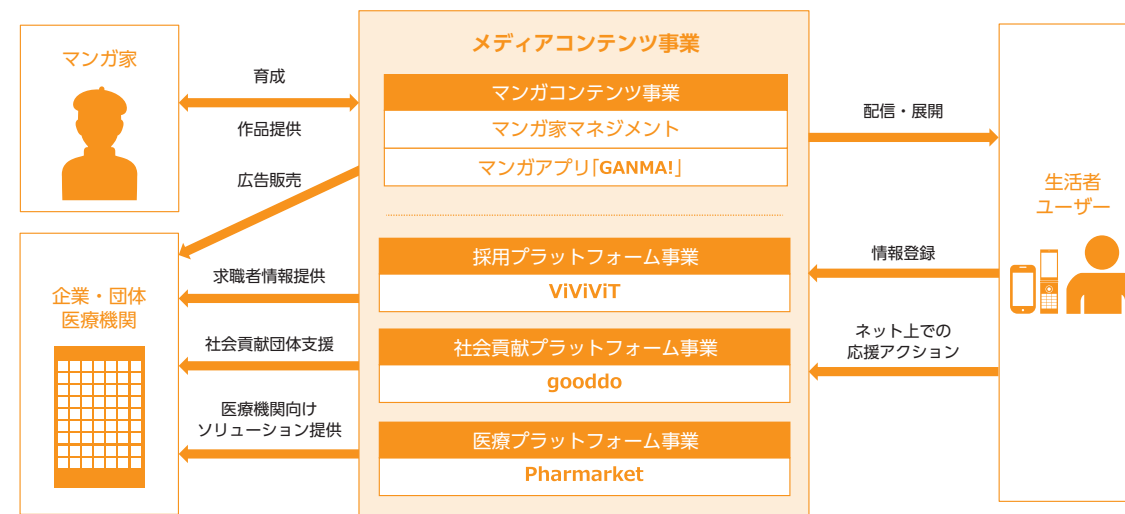 マンガ家
育成
作品提供
広告販売
企業・団体
医療機関
求職者情報提供
社会貢献団体支援
医療機関向け
ソリューション提供
メディアコンテンツ事業
マンガコンテンツ事業
マンガ家マネジメント
マンガアプリ「GANMA!」
採用プラットフォーム事業
ViViViT
社会貢献プラットフォーム事業
gooddo
医療プラットフォーム事業
Pharmarket
配信・展開
情報登録
ネット上での
応援アクション
生活者
ユーザー